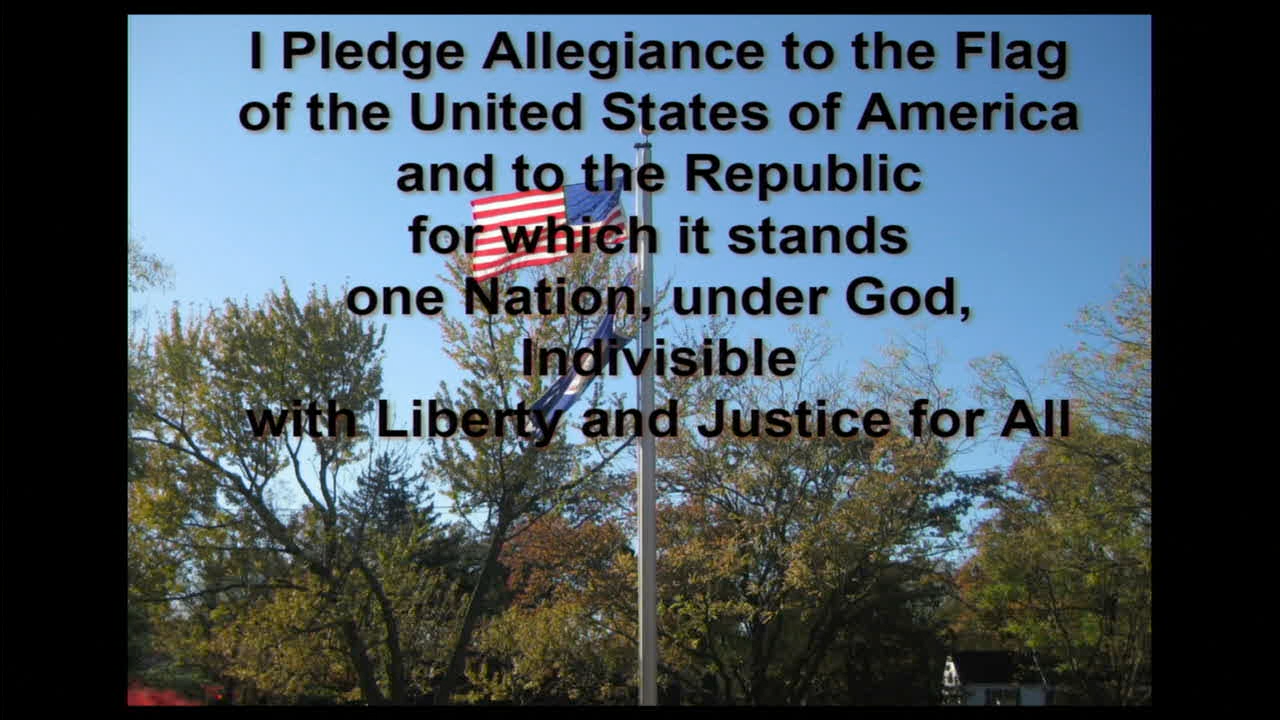 I Pledge Allegiance to the Flag
of the United States of America
and to the Republic
for which it stands
one Nation, under God,
Indivisible
with Liberty and Justice for All